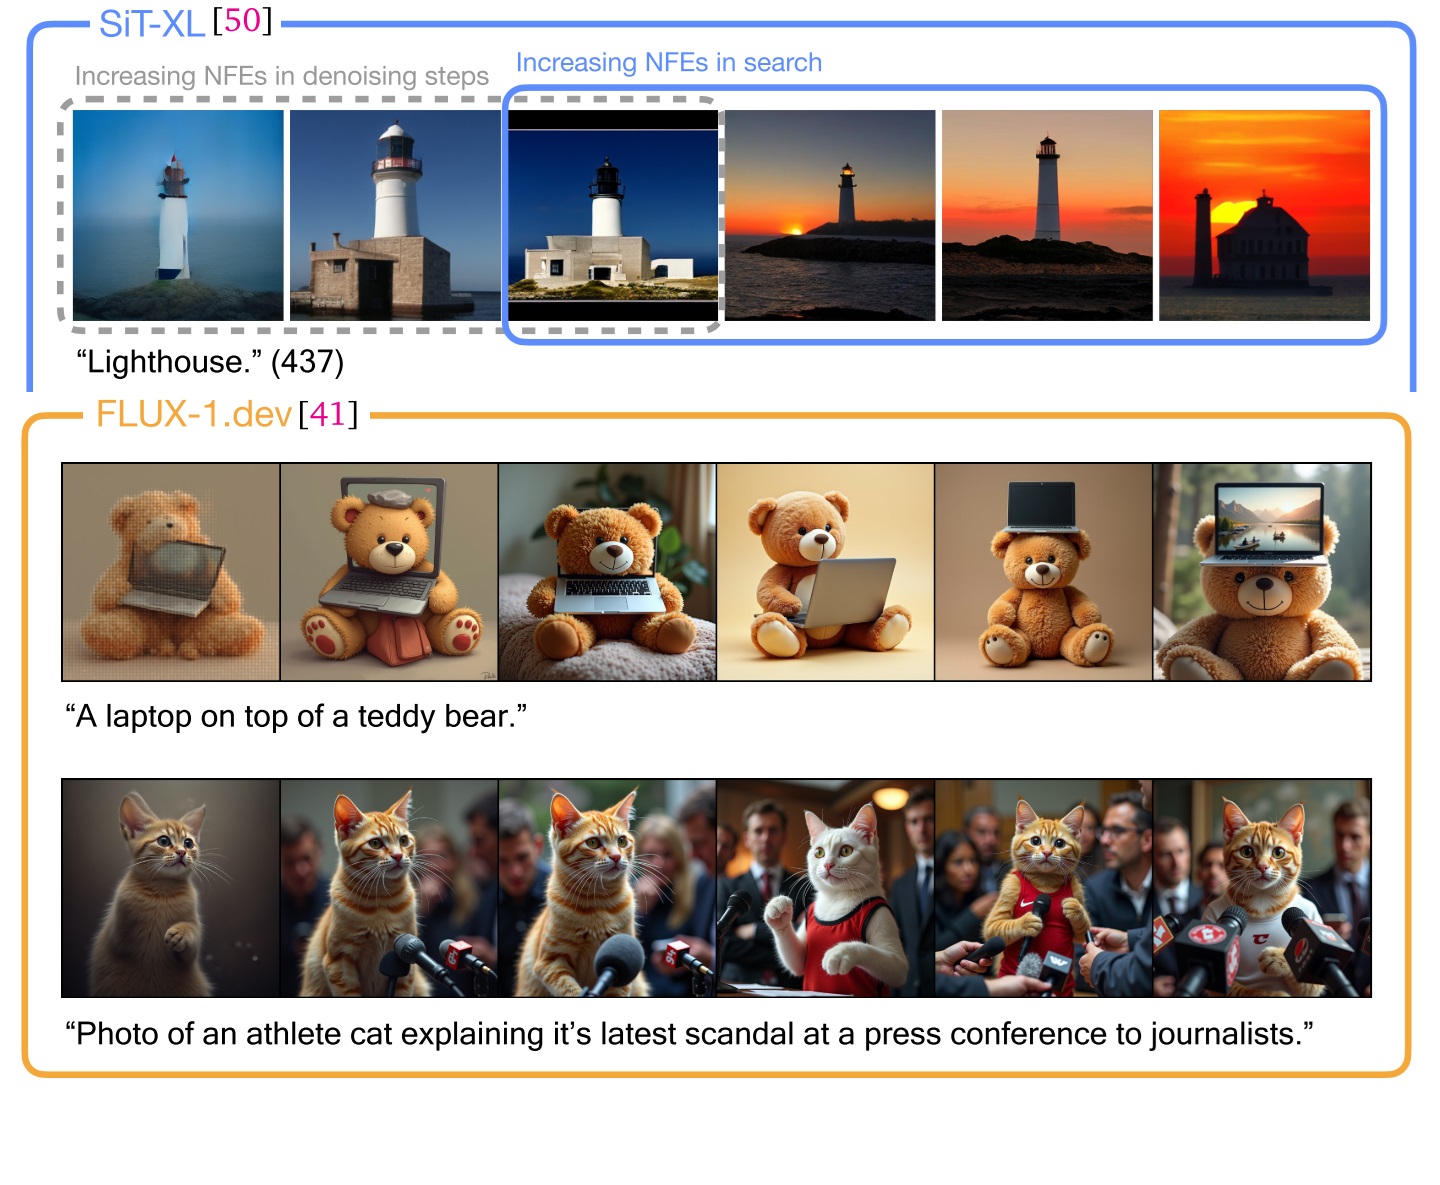 SiT-XL [50]
Increasing NFEs in denoising steps
Increasing NFEs in search
“Lighthouse.” (437)
FLUX-1.dev [41]
“A laptop on top of a teddy bear.”
“Photo of an athlete cat explaining it’s latest scandal at a press conference to journalists.”